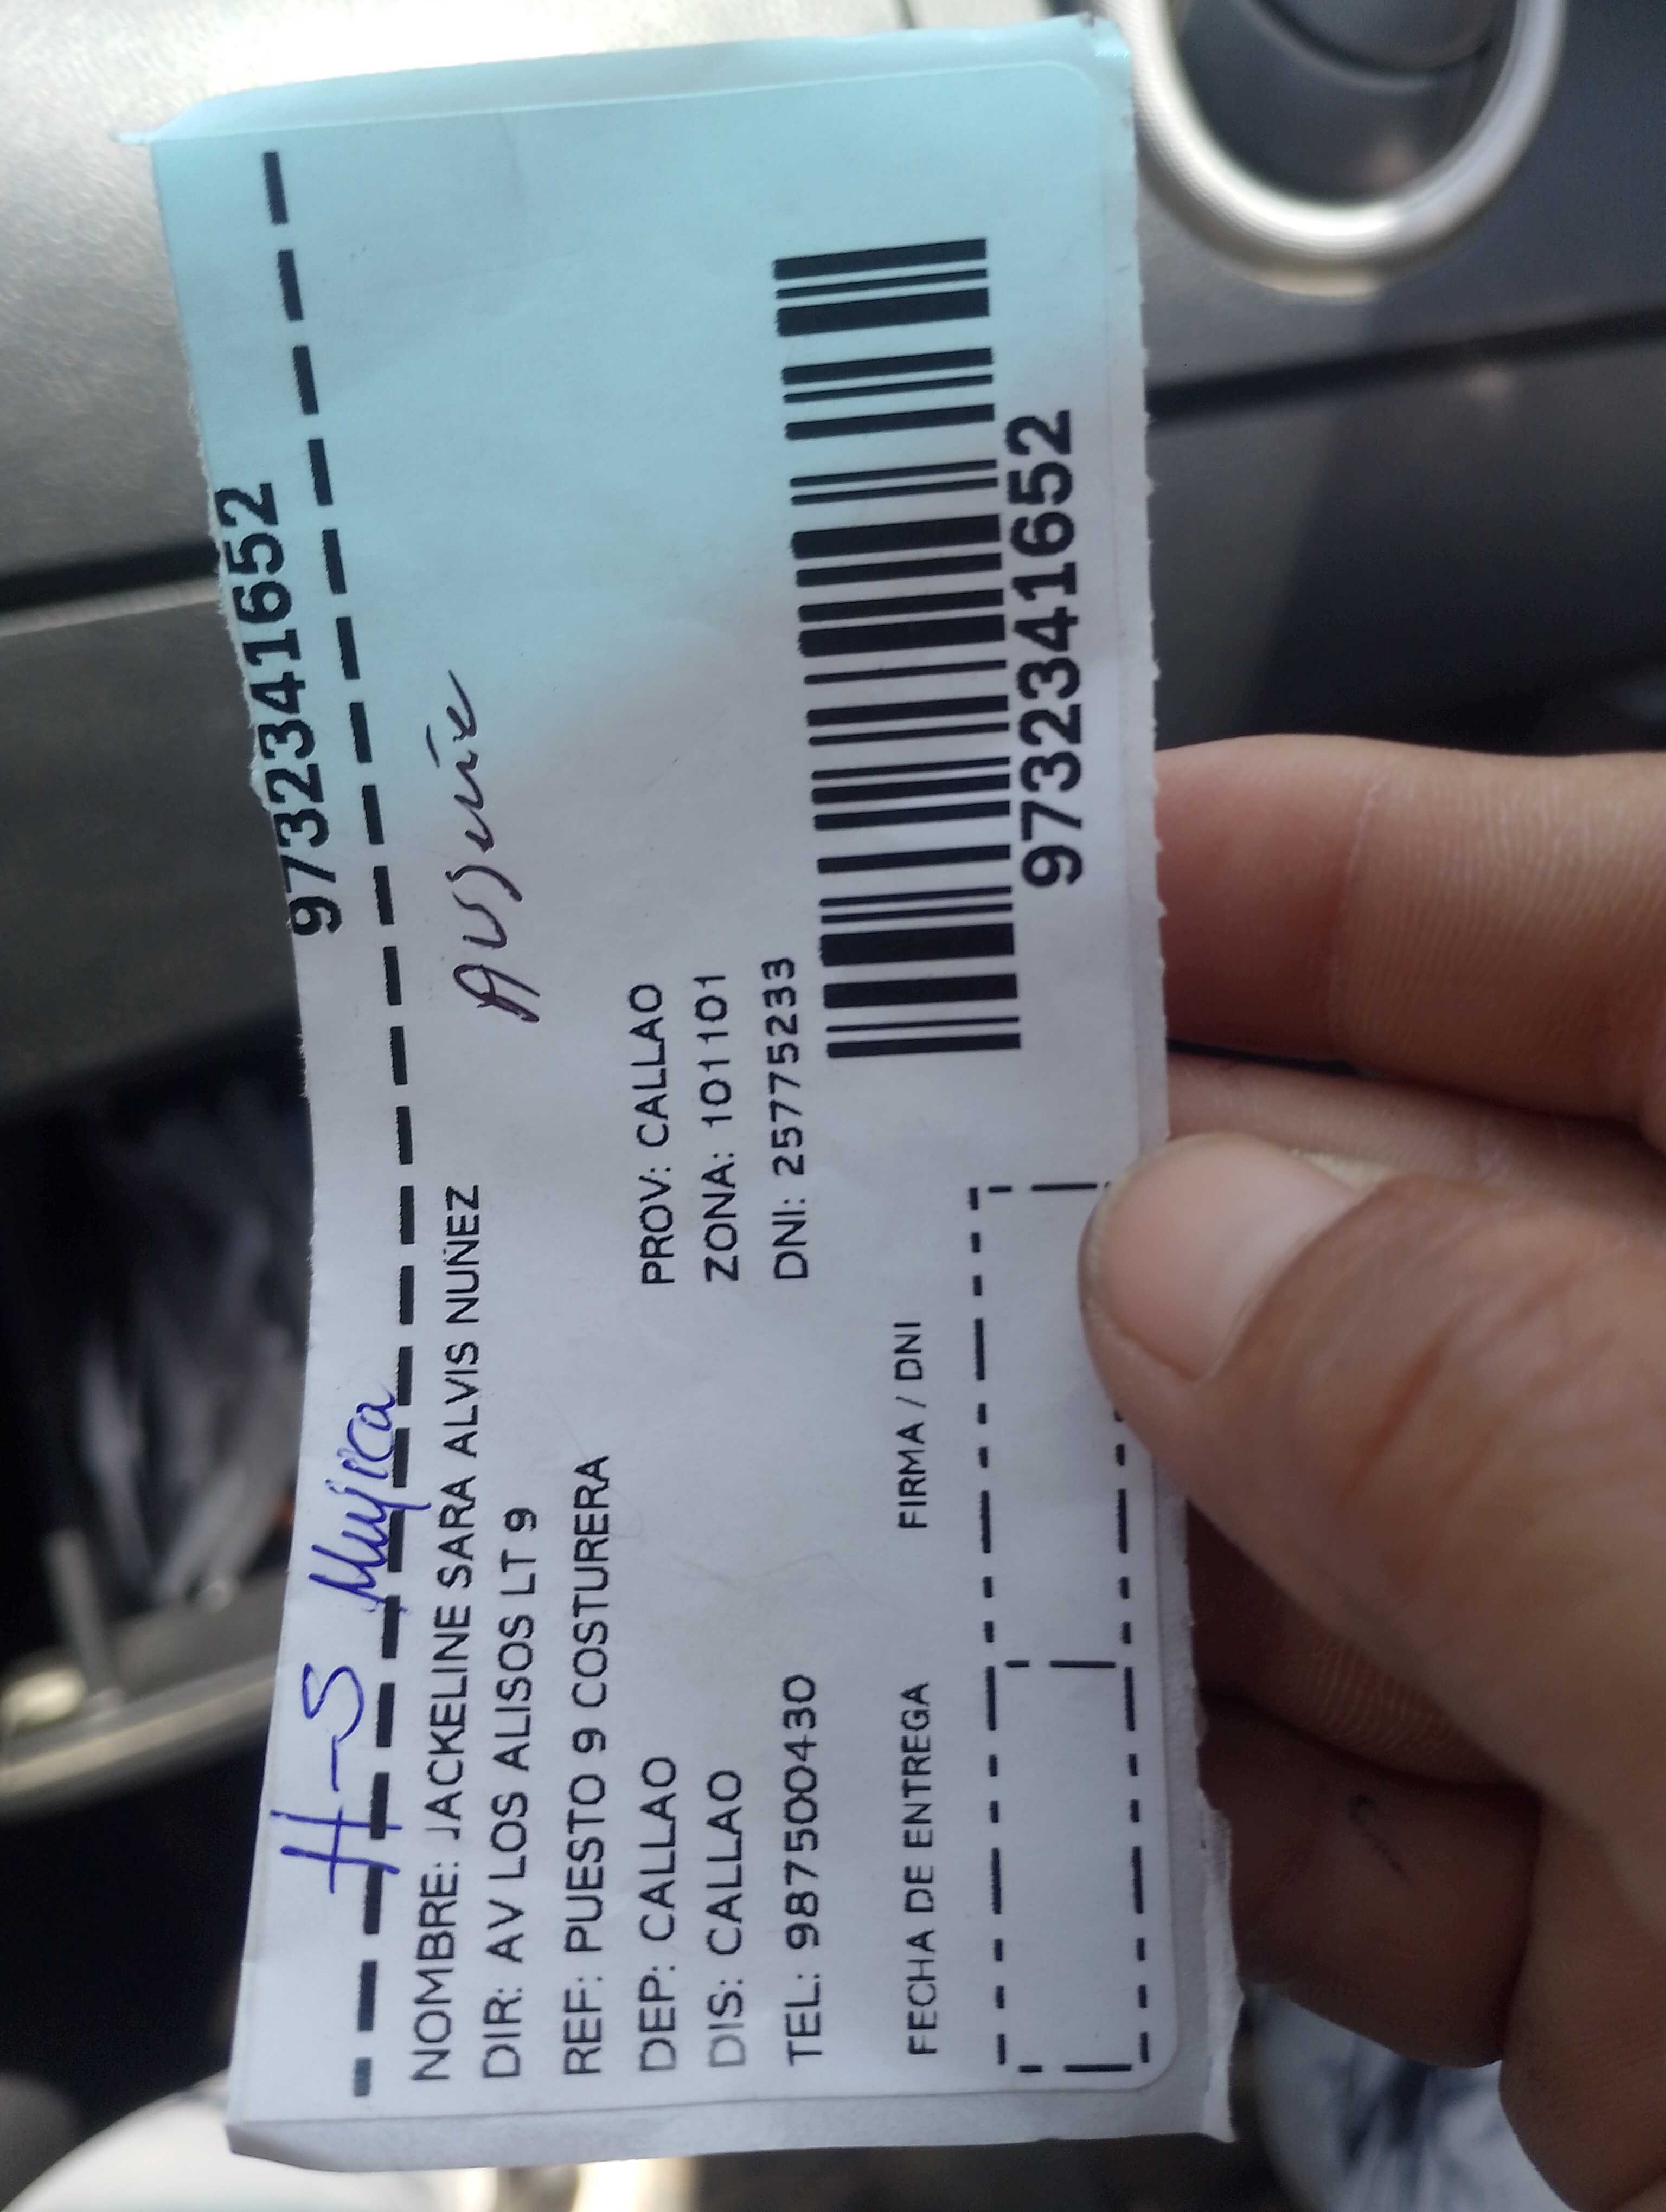 9732341652
H-S Mujica
NOMBRE: JACKELINE SARA ALVIS NUÑEZ
DIR: AV LOS ALISOS LT 9
REF: PUESTO 9 COSTURERA
DEP: CALLAO PROV: CALLAO
DIS: CALLAO ZONA: 101101
TEL: 987500430 DNI: 25775233
FECHA DE ENTREGA FIRMA / DNI
9732341652